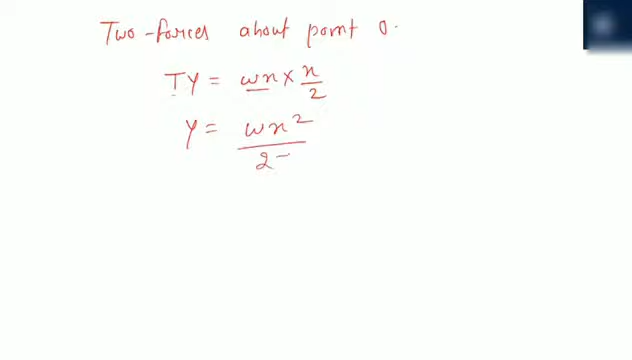 Two-forces about point O.
TY = wx × x/2
Y = wx²/2-